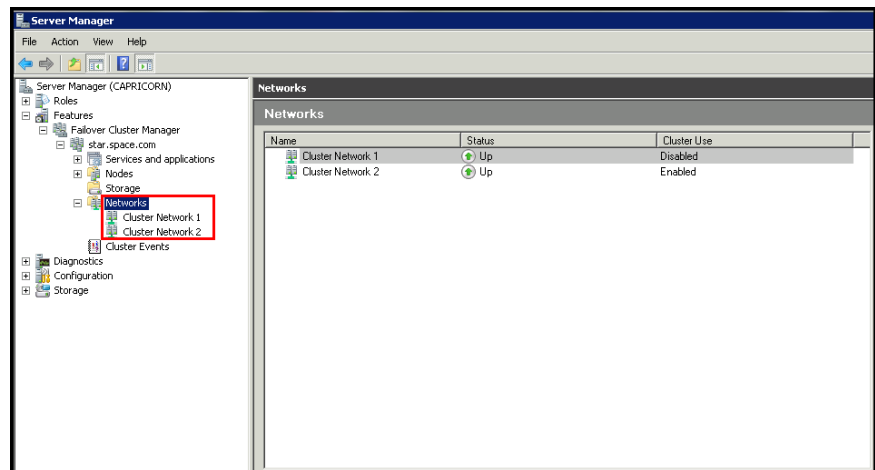 Server Manager
File Action View Help
Server Manager (CAPRICORN)
Roles
Features
Failover Cluster Manager
star.space.com
Services and applications
Nodes
Storage
Networks
Cluster Network 1
Cluster Network 2
Cluster Events
Diagnostics
Configuration
Storage
Networks
Networks
Name Status Cluster Use
Cluster Network 1 Up Disabled
Cluster Network 2 Up Enabled